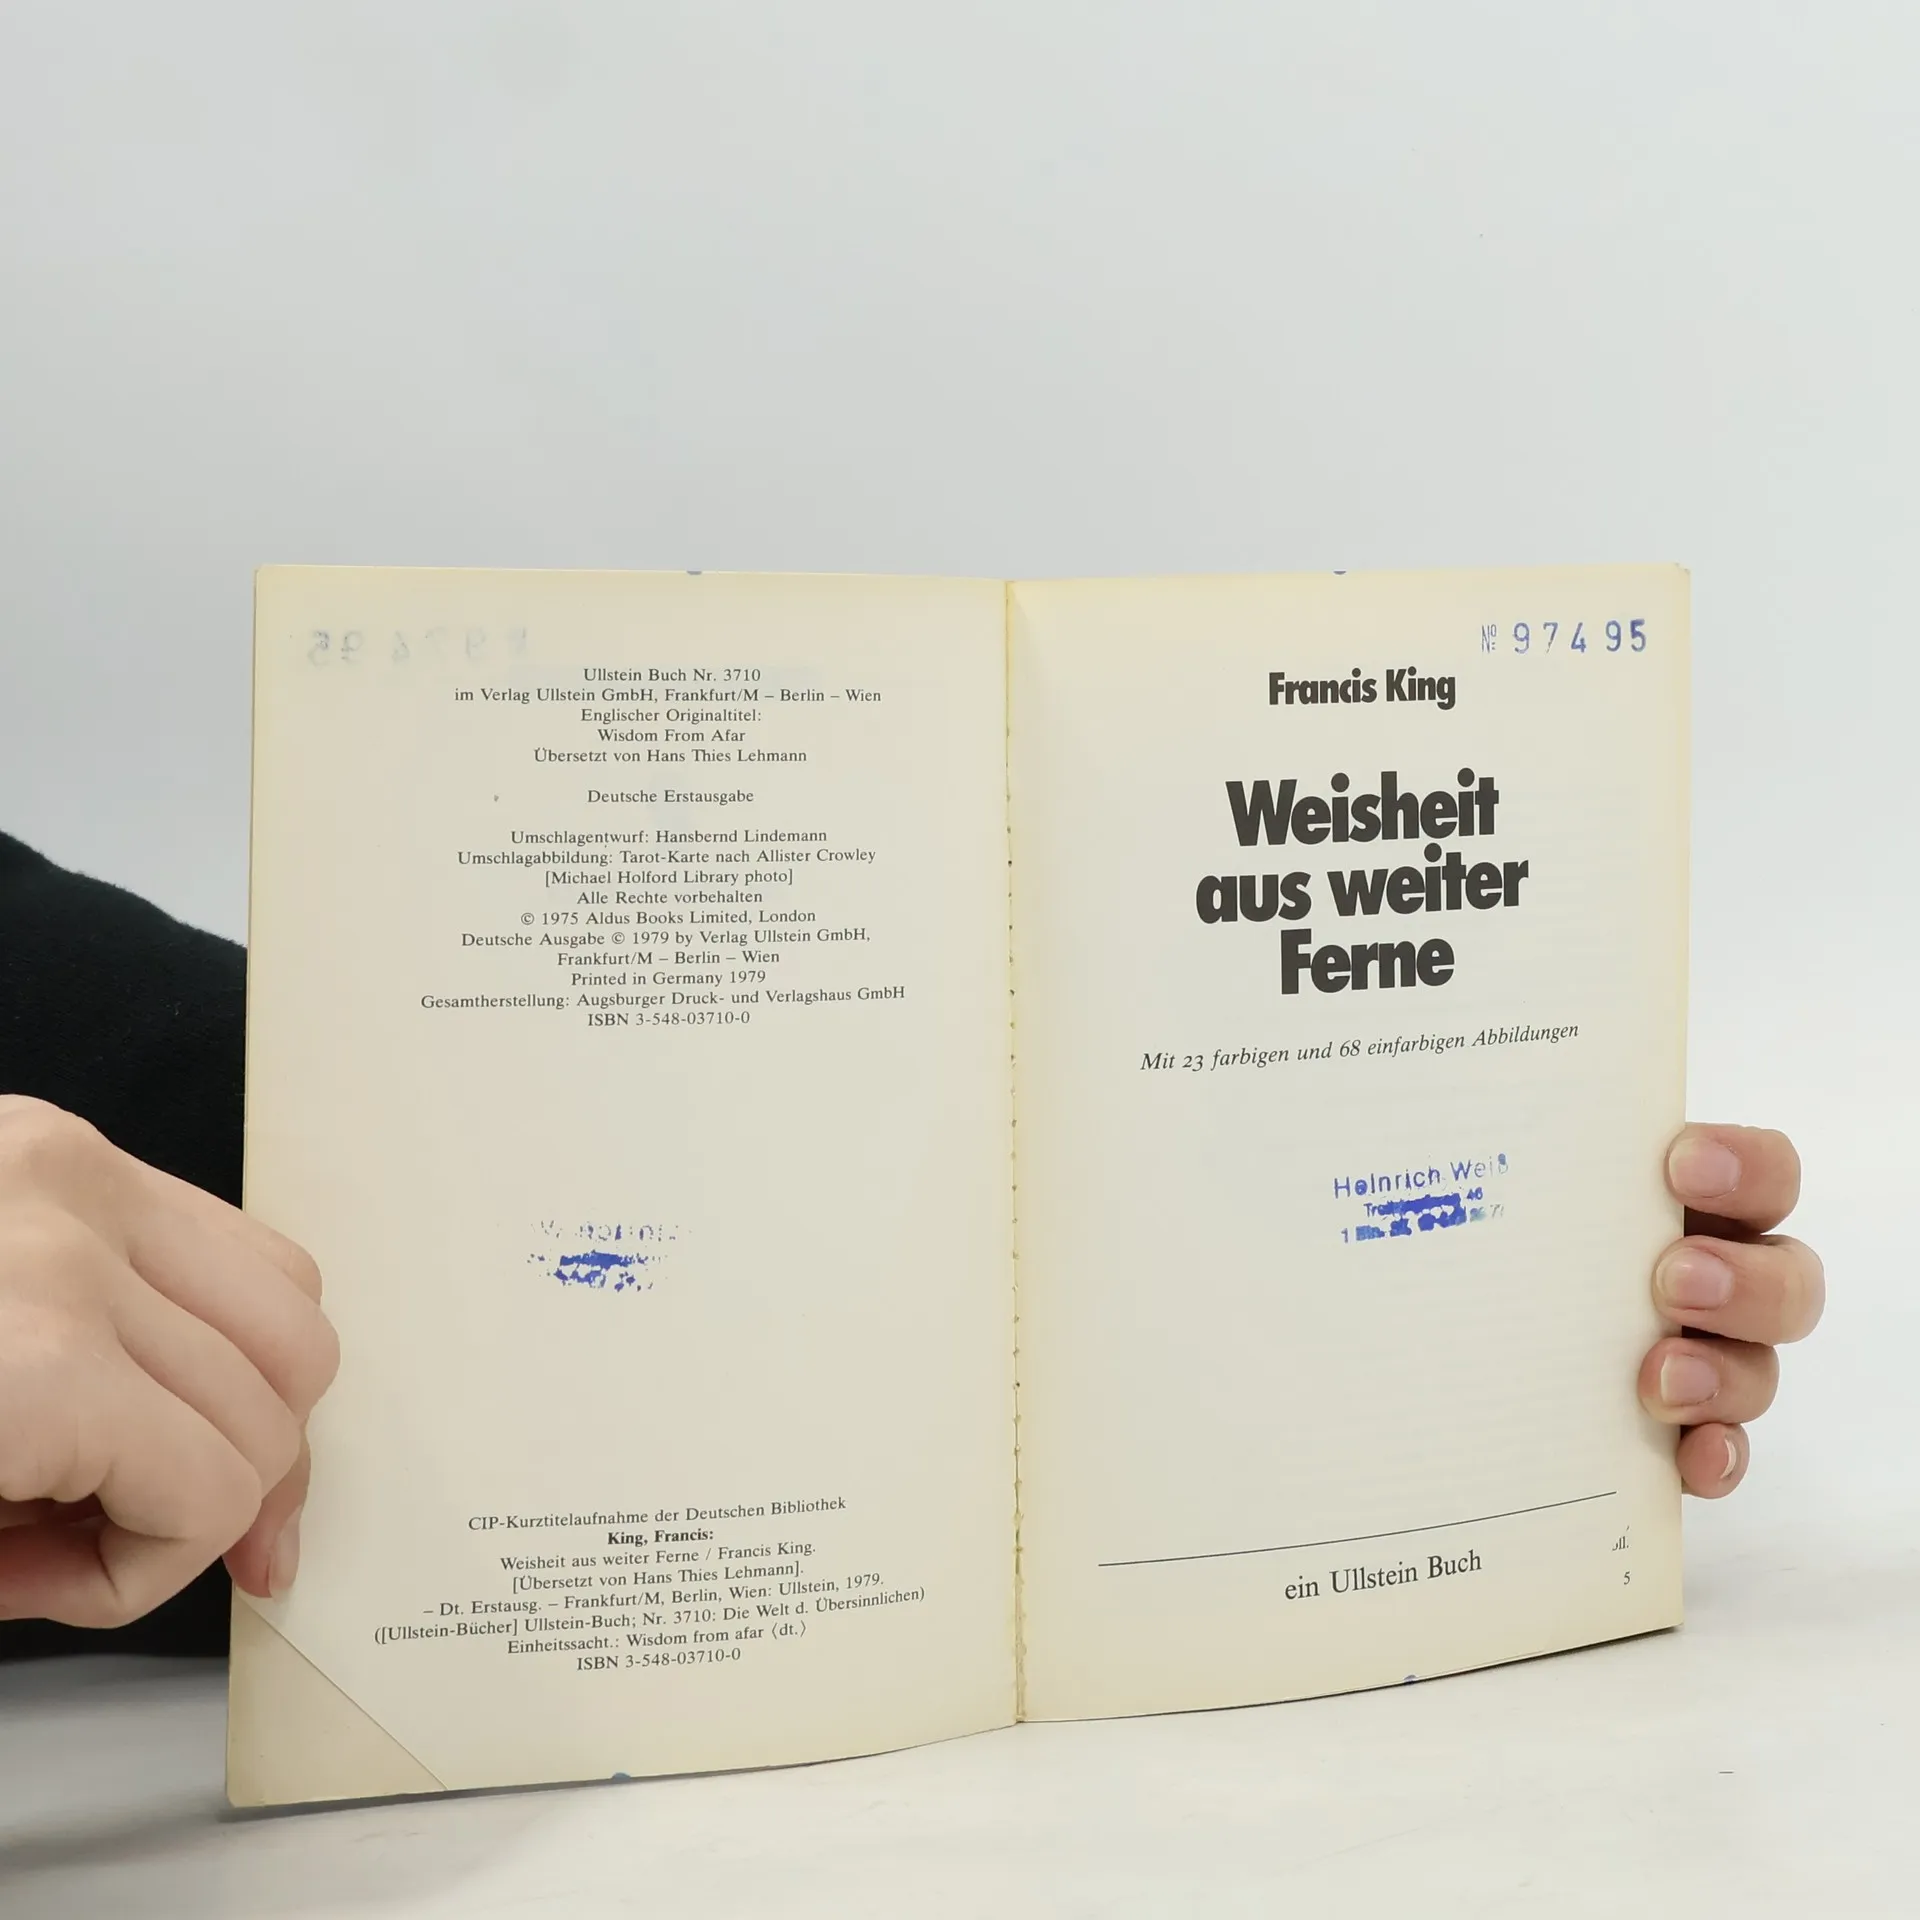 Ullstein Buch Nr. 3710
im Verlag Ullstein GmbH, Frankfurt/M – Berlin – Wien
Englischer Originaltitel:
Wisdom From Afar
Übersetzt von Hans Thies Lehmann
Deutsche Erstausgabe
Umschlagentwurf: Hansbernd Lindemann
Umschlagabbildung: Tarot-Karte nach Allister Crowley
[Michael Holford Library photo]
Alle Rechte vorbehalten
© 1975 Aldus Books Limited, London
Deutsche Ausgabe © 1979 by Verlag Ullstein GmbH,
Frankfurt/M – Berlin – Wien
Printed in Germany 1979
Gesamtherstellung: Augsburger Druck- und Verlagshaus GmbH
ISBN 3-548-03710-0
CIP-Kurztitelaufnahme der Deutschen Bibliothek
King, Francis:
Weisheit aus weiter Ferne / Francis King.
[Übersetzt von Hans Thies Lehmann].
– Dt. Erstausg. – Frankfurt/M, Berlin, Wien: Ullstein, 1979.
([Ullstein-Bücher] Ullstein-Buch; Nr. 3710: Die Welt d. Übersinnlichen)
Einheitssacht.: Wisdom from afar ⟨dt.⟩
ISBN 3-548-03710-0
№ 97495
Francis King
Weisheit
aus weiter
Ferne
Mit 23 farbigen und 68 einfarbigen Abbildungen
Heinrich Weiß
46
1
ein Ullstein Buch
5